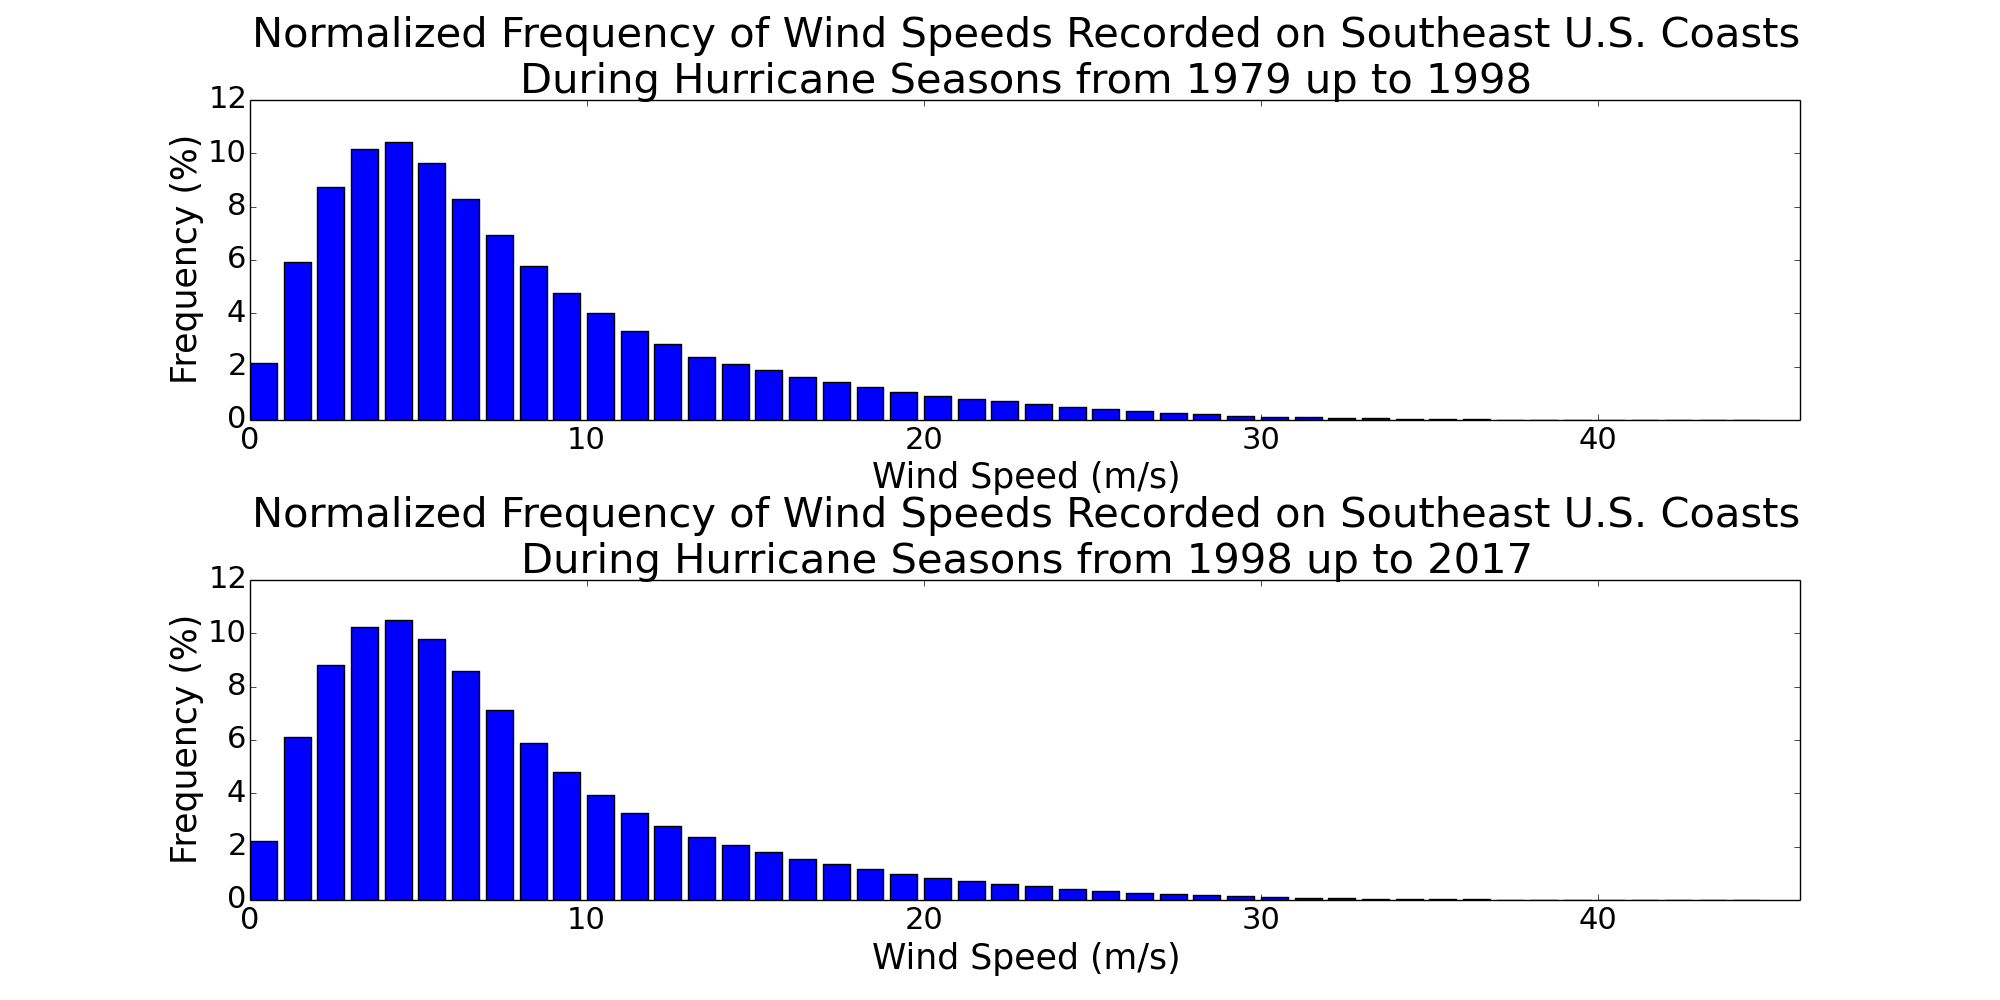 Normalized Frequency of Wind Speeds Recorded on Southeast U.S. Coasts
During Hurricane Seasons from 1979 up to 1998
12
10
8
6
4
2
0
Frequency (%)
0 10 20 30 40
Wind Speed (m/s)
Normalized Frequency of Wind Speeds Recorded on Southeast U.S. Coasts
During Hurricane Seasons from 1998 up to 2017
12
10
8
6
4
2
0
Frequency (%)
0 10 20 30 40
Wind Speed (m/s)